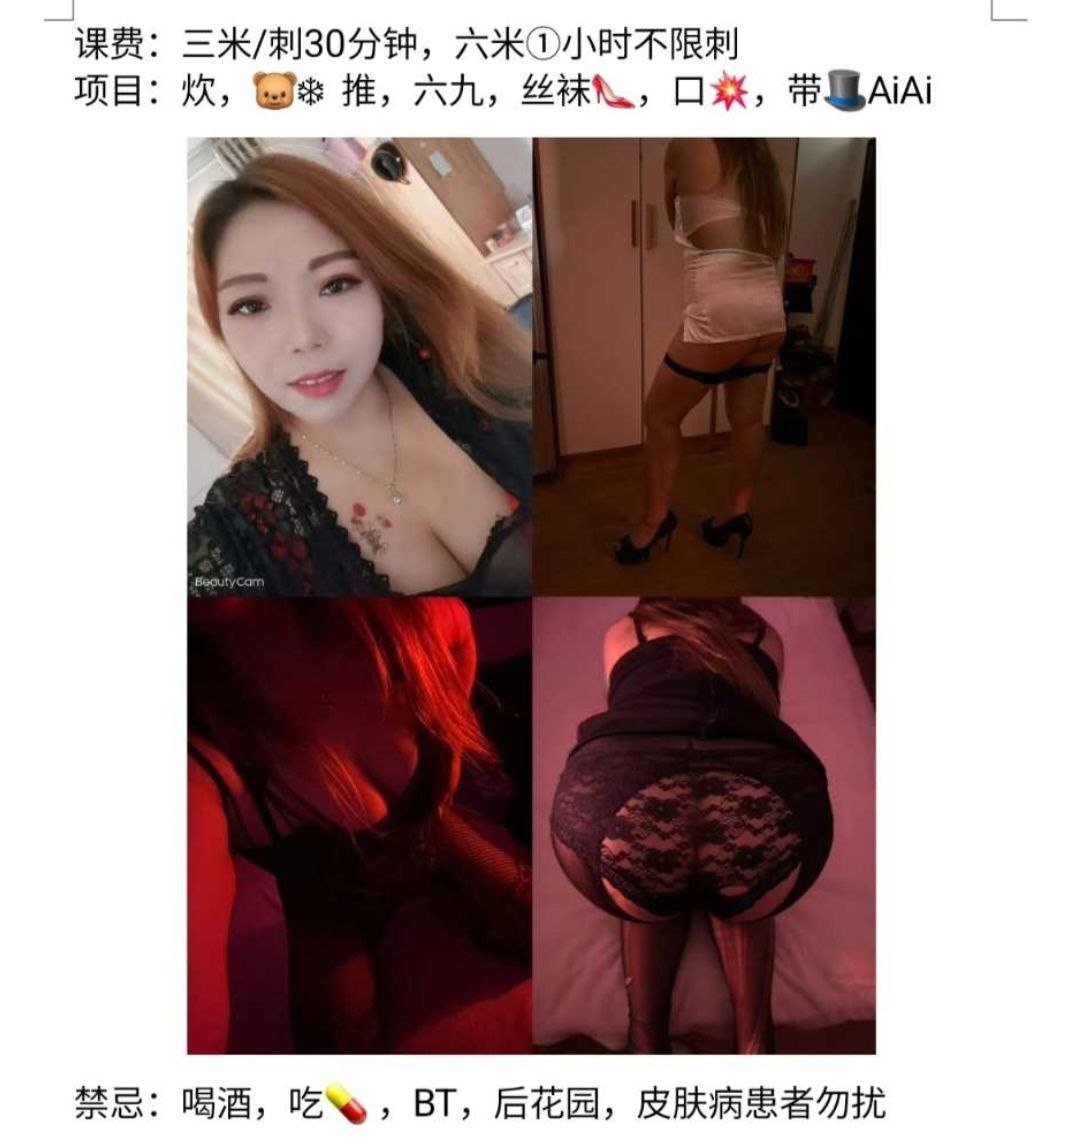 课费：三米/刺30分钟，六米①小时不限刺
项目：炊，🐻❄ 推，六九，丝袜👠，口💥，带🎩AiAi
BeautyCam
禁忌：喝酒，吃💊，BT，后花园，皮肤病患者勿扰